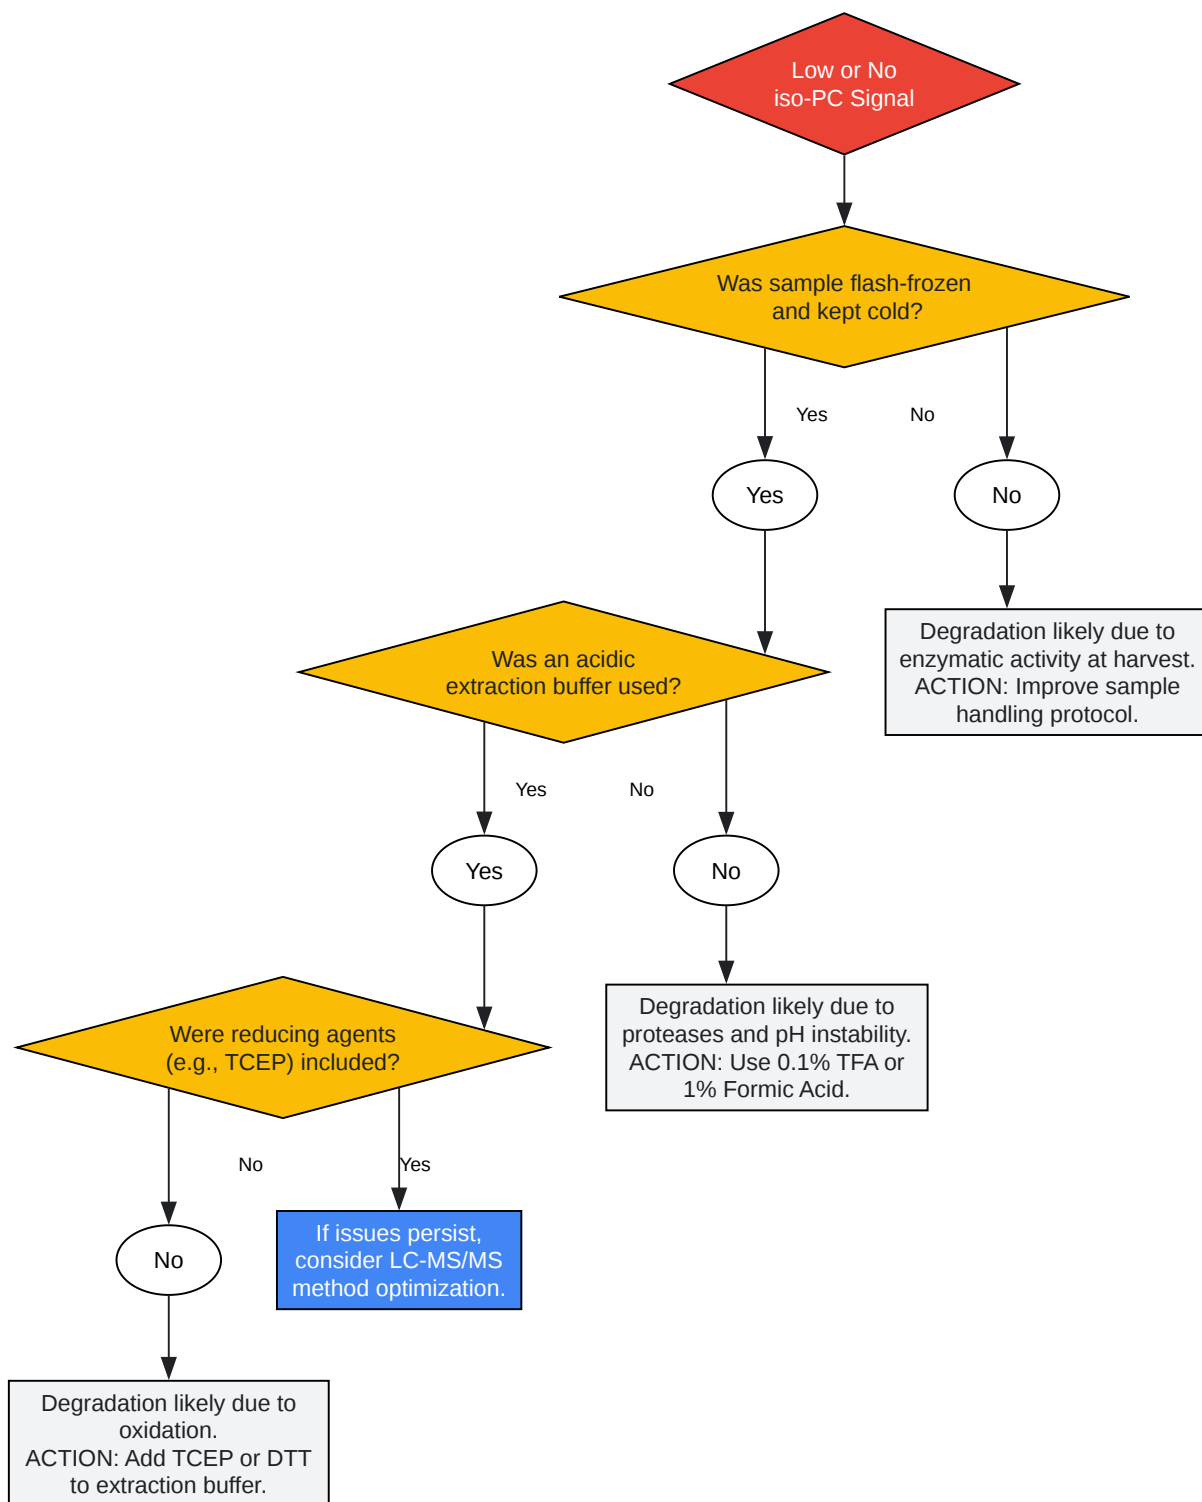 Low or No
iso-PC Signal
Was sample flash-frozen
and kept cold?
Yes
No
Yes
No
Degradation likely due to
enzymatic activity at harvest.
ACTION: Improve sample
handling protocol.
Was an acidic
extraction buffer used?
Yes
No
Yes
No
Degradation likely due to
proteases and pH instability.
ACTION: Use 0.1% TFA or
1% Formic Acid.
Were reducing agents
(e.g., TCEP) included?
No
Yes
No
If issues persist,
consider LC-MS/MS
method optimization.
Degradation likely due to
oxidation.
ACTION: Add TCEP or DTT
to extraction buffer.